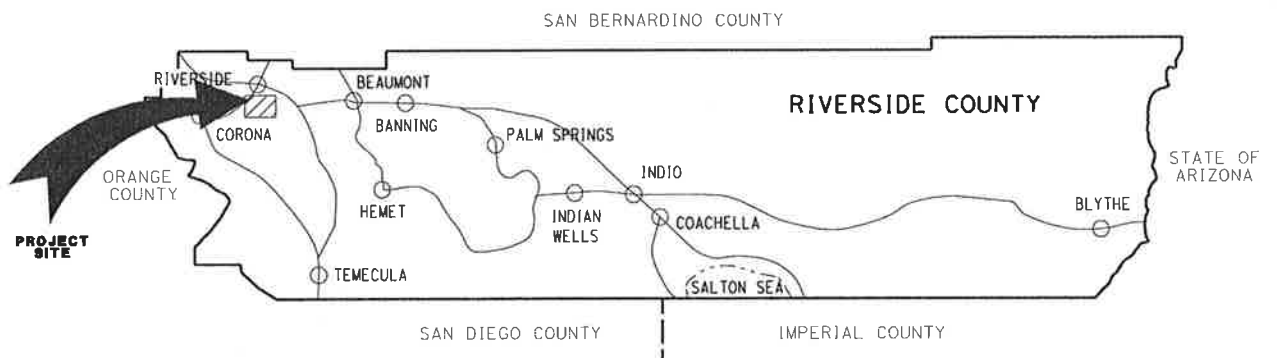 SAN BERNARDINO COUNTY
RIVERSIDE
BEAUMONT
RIVERSIDE COUNTY
CORONA
BANNING
PALM SPRINGS
STATE OF
ARIZONA
ORANGE
COUNTY
HEMET
INDIO
INDIAN
WELLS
COACHELLA
BLYTHE
PROJECT
SITE
TEMECULA
SALTON SEA
SAN DIEGO COUNTY
IMPERIAL COUNTY